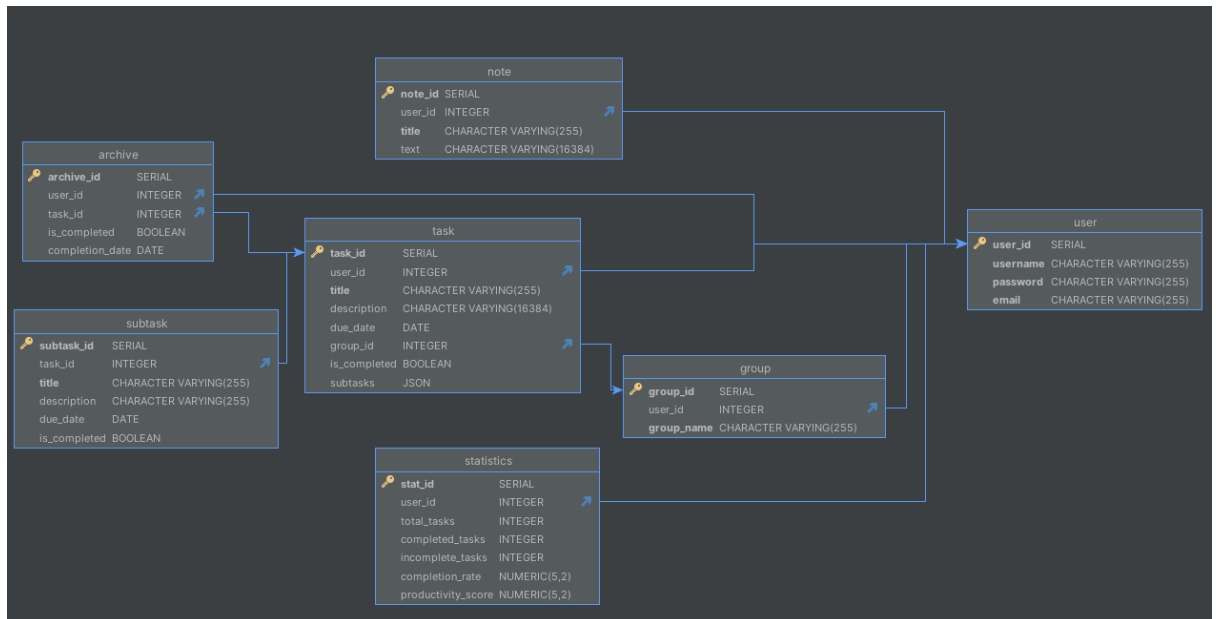 note
note_id SERIAL
user_id INTEGER
title CHARACTER VARYING(255)
text CHARACTER VARYING(16384)
archive
archive_id SERIAL
user_id INTEGER
task_id INTEGER
is_completed BOOLEAN
completion_date DATE
task
task_id SERIAL
user_id INTEGER
title CHARACTER VARYING(255)
description CHARACTER VARYING(16384)
due_date DATE
group_id INTEGER
is_completed BOOLEAN
subtasks JSON
user
user_id SERIAL
username CHARACTER VARYING(255)
password CHARACTER VARYING(255)
email CHARACTER VARYING(255)
subtask
subtask_id SERIAL
task_id INTEGER
title CHARACTER VARYING(255)
description CHARACTER VARYING(255)
due_date DATE
is_completed BOOLEAN
group
group_id SERIAL
user_id INTEGER
group_name CHARACTER VARYING(255)
statistics
stat_id SERIAL
user_id INTEGER
total_tasks INTEGER
completed_tasks INTEGER
incomplete_tasks INTEGER
completion_rate NUMERIC(5,2)
productivity_score NUMERIC(5,2)